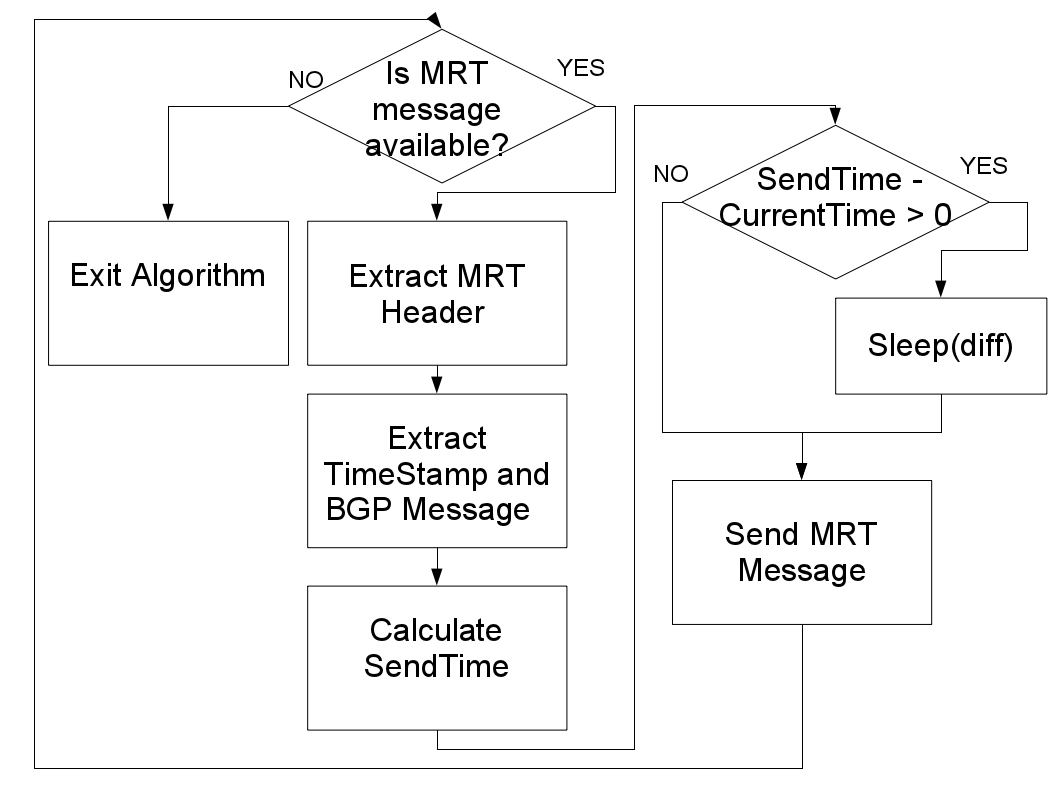 Is MRT
message
available?
NO
YES
Exit Algorithm
Extract MRT
Header
Extract
TimeStamp and
BGP Message
Calculate
SendTime
SendTime -
CurrentTime > 0
NO
YES
Sleep(diff)
Send MRT
Message